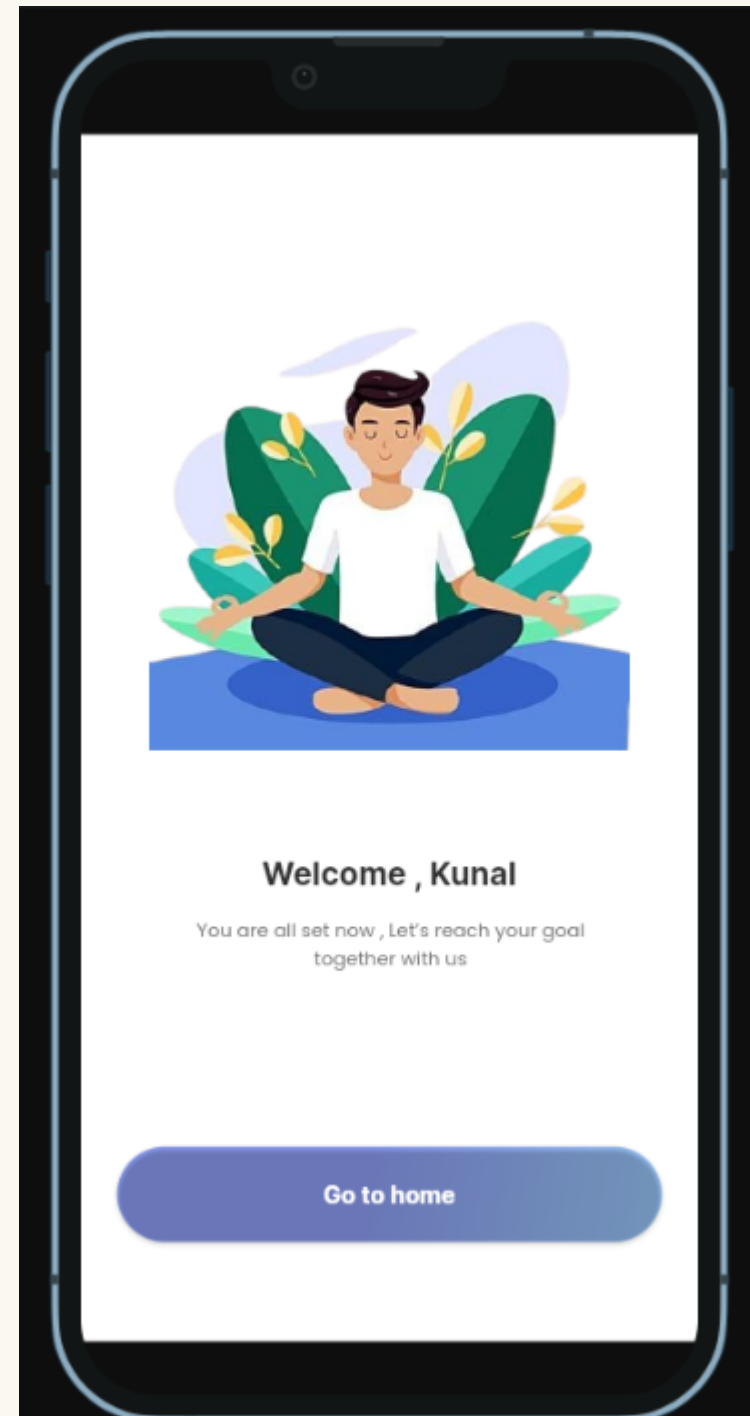 Welcome , Kunal
You are all set now , Let's reach your goal
together with us
Go to home